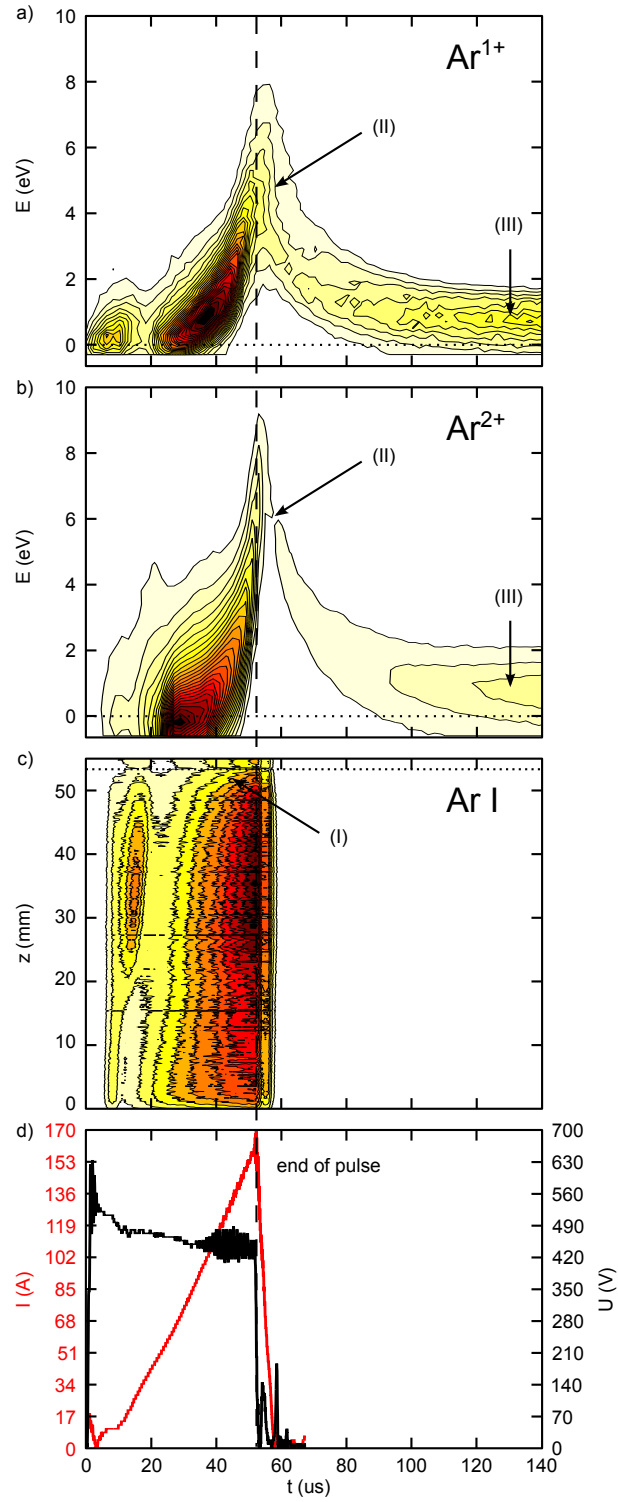 a)
10
8
6
4
2
0
E (eV)
Ar1+
(II)
(III)
b)
10
8
6
4
2
0
E (eV)
Ar2+
(II)
(III)
c)
50
40
30
20
10
0
z (mm)
Ar I
(I)
d)
170
153
136
119
102
85
68
51
34
17
0
I (A)
end of pulse
700
630
560
490
420
350
280
210
140
70
0
U (V)
0 20 40 60 80 100 120 140
t (us)